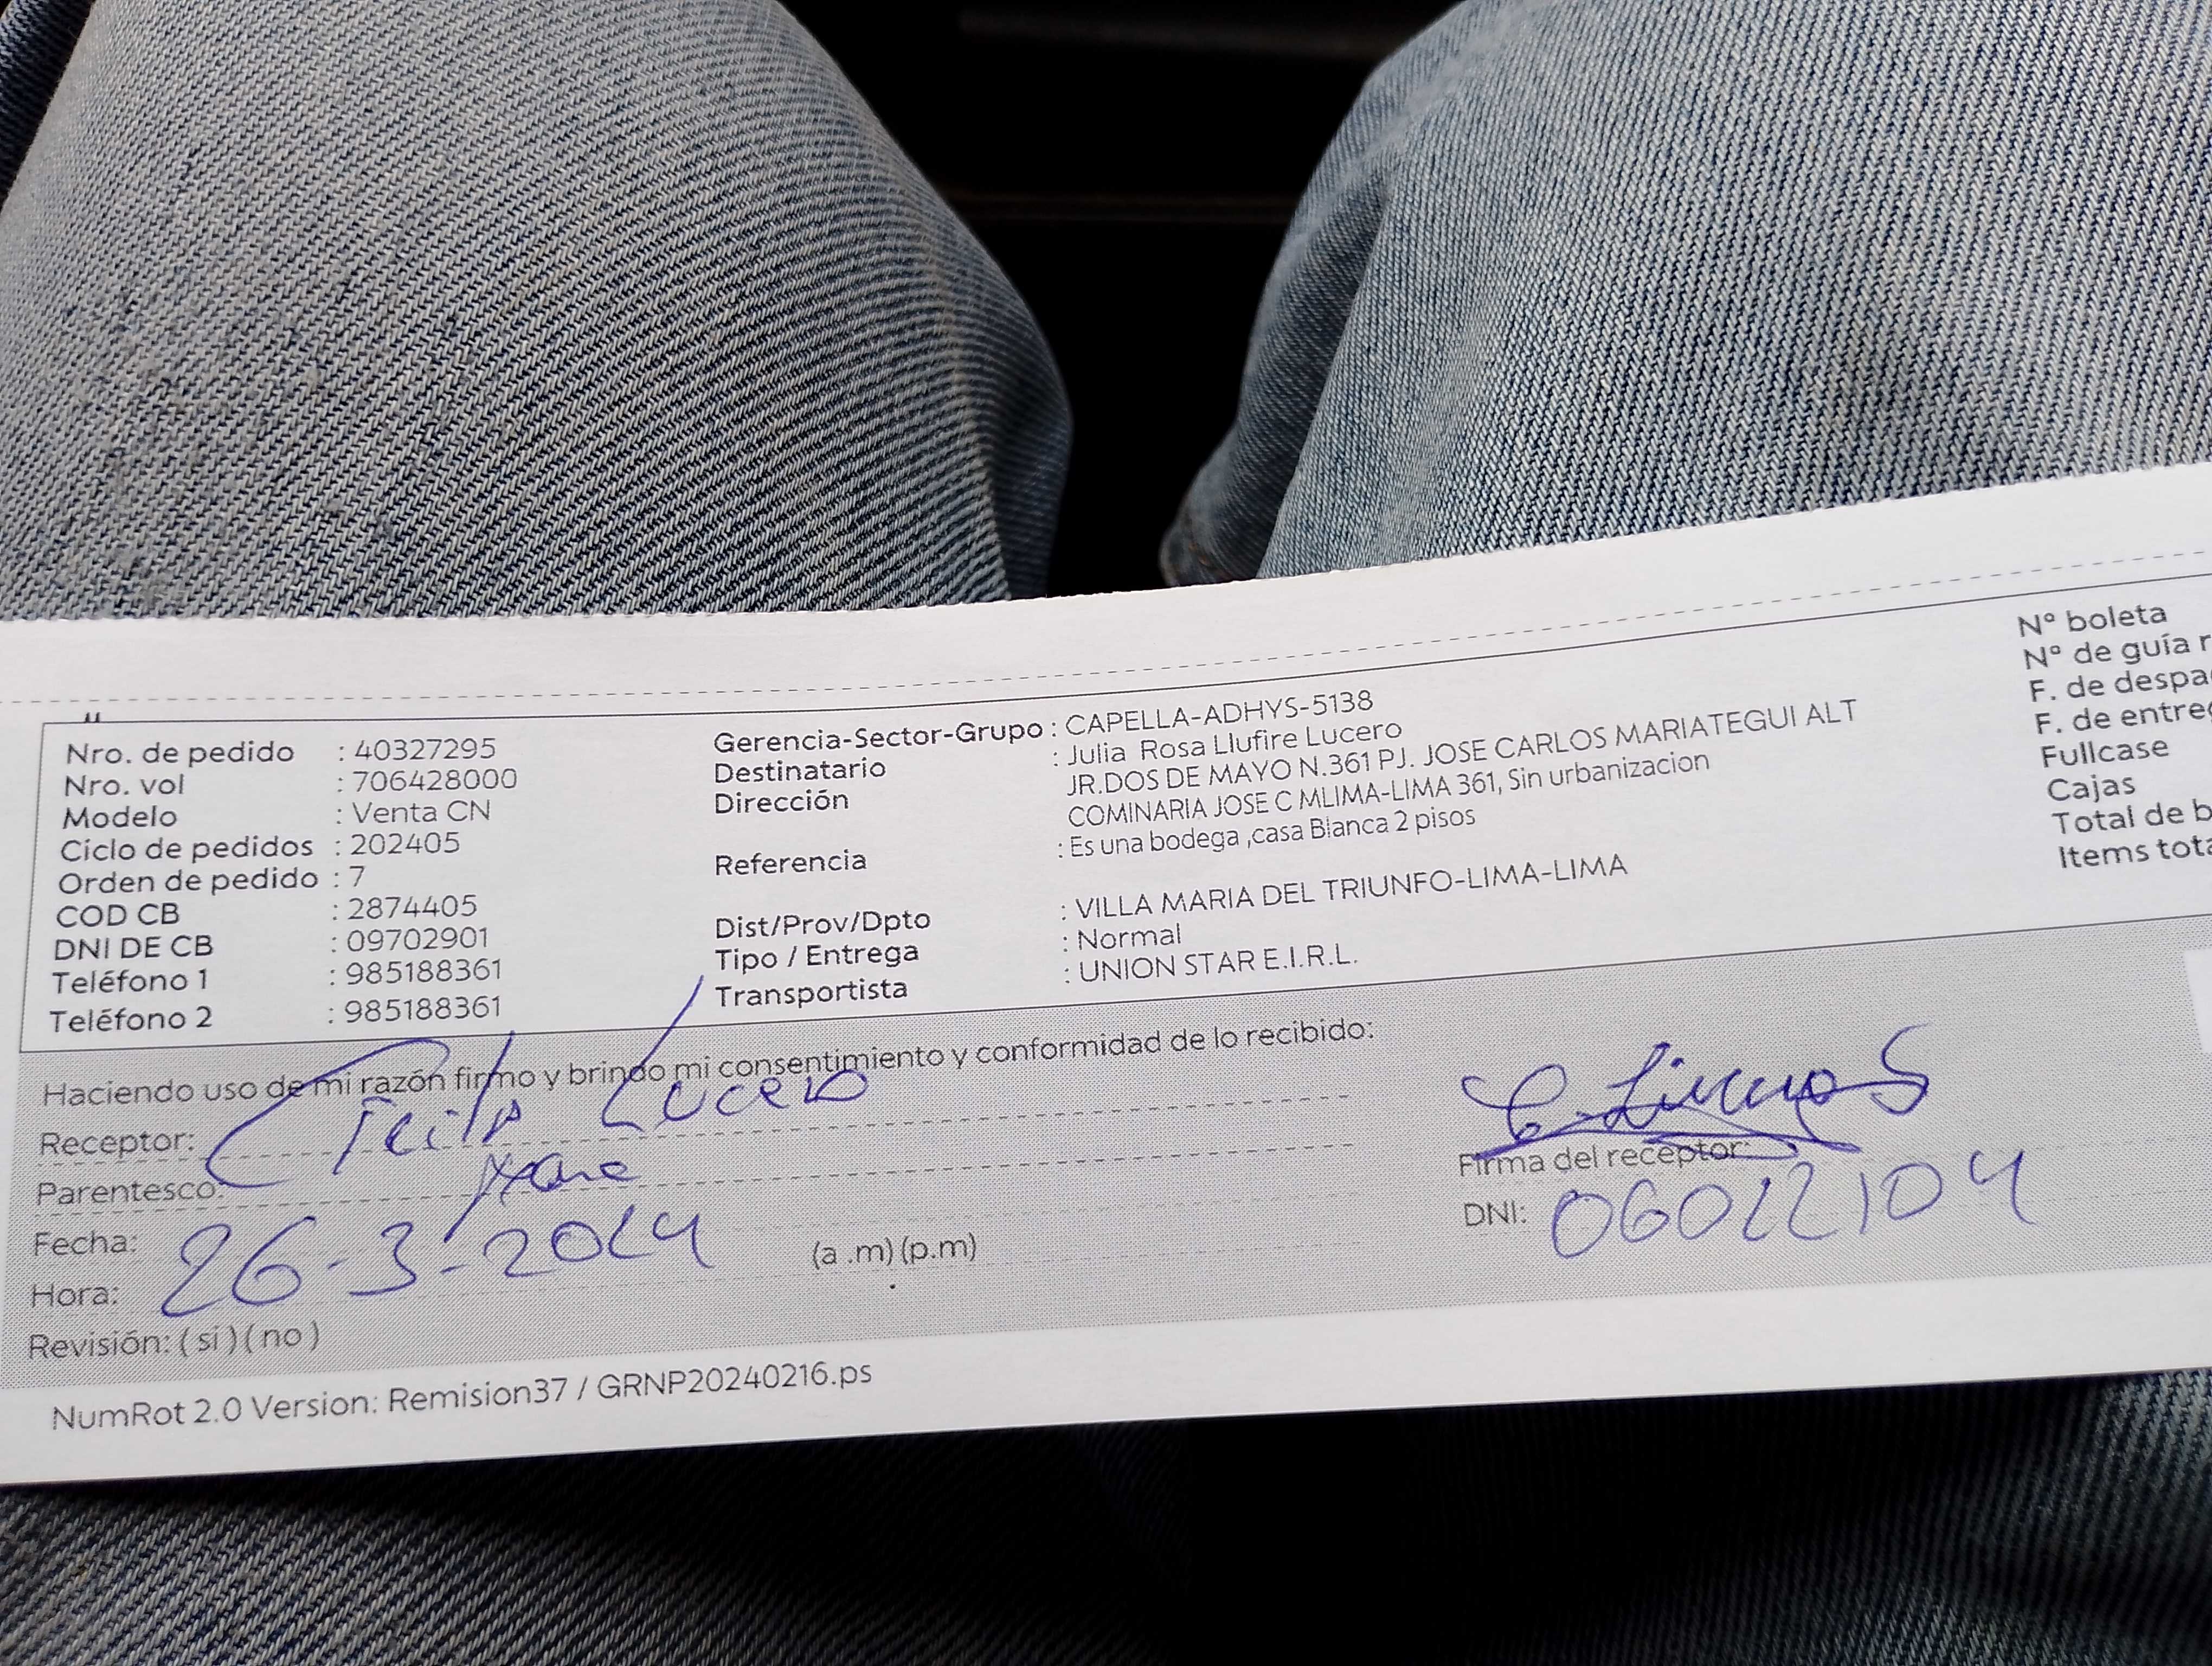 Nro. de pedido : 40327295
Nro. vol : 706428000
Modelo : Venta CN
Ciclo de pedidos : 202405
Orden de pedido : 7
COD CB : 2874405
DNI DE CB : 09702901
Teléfono 1 : 985188361
Teléfono 2 : 985188361
Gerencia-Sector-Grupo : CAPELLA-ADHYS-5138
Destinatario : Julia Rosa Llufire Lucero
Dirección JR.DOS DE MAYO N.361 PJ. JOSE CARLOS MARIATEGUI ALT
COMINARIA JOSE C MLIMA-LIMA 361, Sin urbanizacion
Referencia : Es una bodega ,casa Blanca 2 pisos
Dist/Prov/Dpto : VILLA MARIA DEL TRIUNFO-LIMA-LIMA
Tipo / Entrega : Normal
Transportista : UNION STAR E.I.R.L.
N° boleta
N° de guía r
F. de despa
F. de entre
Fullcase
Cajas
Total de b
Items tota
Haciendo uso de mi razón firmo y brindo mi consentimiento y conformidad de lo recibido:
Receptor: Lucero
Parentesco:
Fecha: 26-3-2024
Hora: (a .m) (p.m)
Revisión: ( si ) ( no )
Firma del receptor:
DNI: 06022104
NumRot 2.0 Version: Remision37 / GRNP20240216.ps